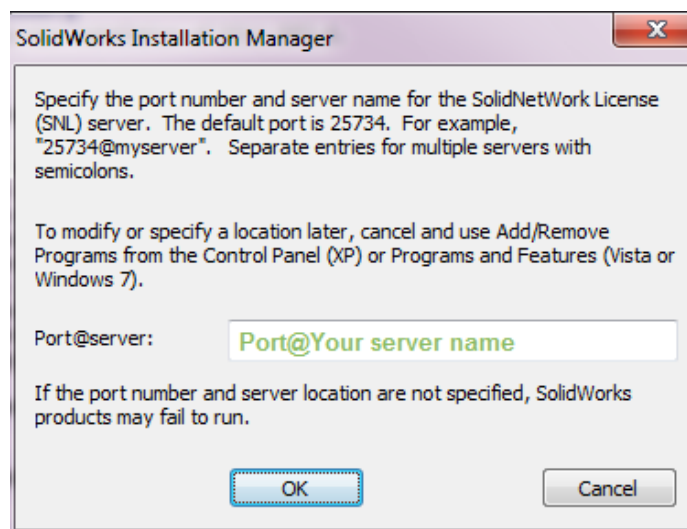 SolidWorks Installation Manager
Specify the port number and server name for the SolidNetWork License
(SNL) server.  The default port is 25734.  For example,
"25734@myserver".   Separate entries for multiple servers with
semicolons.
To modify or specify a location later, cancel and use Add/Remove
Programs from the Control Panel (XP) or Programs and Features (Vista or
Windows 7).
Port@server:
Port@Your server name
If the port number and server location are not specified, SolidWorks
products may fail to run.
OK
Cancel